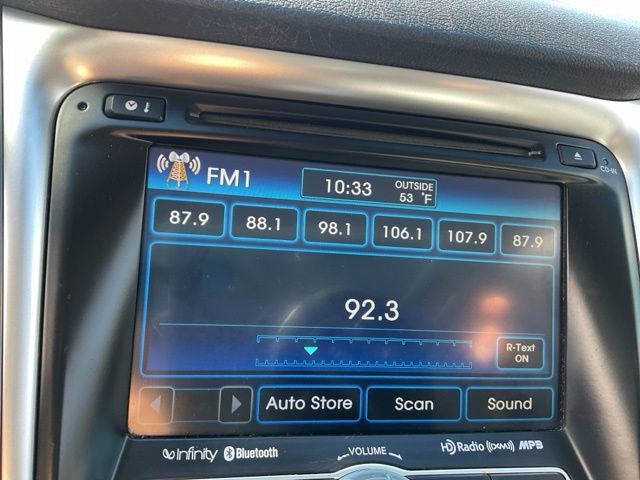 CD-IN
FM1
10:33 OUTSIDE
53 °F
87.9 88.1 98.1 106.1 107.9 87.9
92.3
R-Text
ON
Auto Store Scan Sound
Infinity Bluetooth VOLUME HD Radio ((XM)) MP3